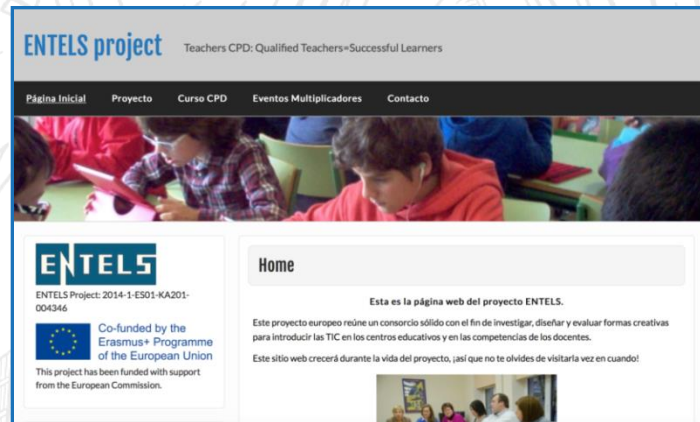 ENTELS project
Teachers CPD: Qualified Teachers=Successful Learners
Página Inicial Proyecto Curso CPD Eventos Multiplicadores Contacto
ENTELS
ENTELS Project: 2014-1-ES01-KA201-
004346
Co-funded by the
Erasmus+ Programme
of the European Union
This project has been funded with support
from the European Commission.
Home
Esta es la página web del proyecto ENTELS.
Este proyecto europeo reúne un consorcio sólido con el fin de investigar, diseñar y evaluar formas creativas
para introducir las TIC en los centros educativos y en las competencias de los docentes.
Este sitio web crecerá durante la vida del proyecto, ¡así que no te olvides de visitarla vez en cuando!